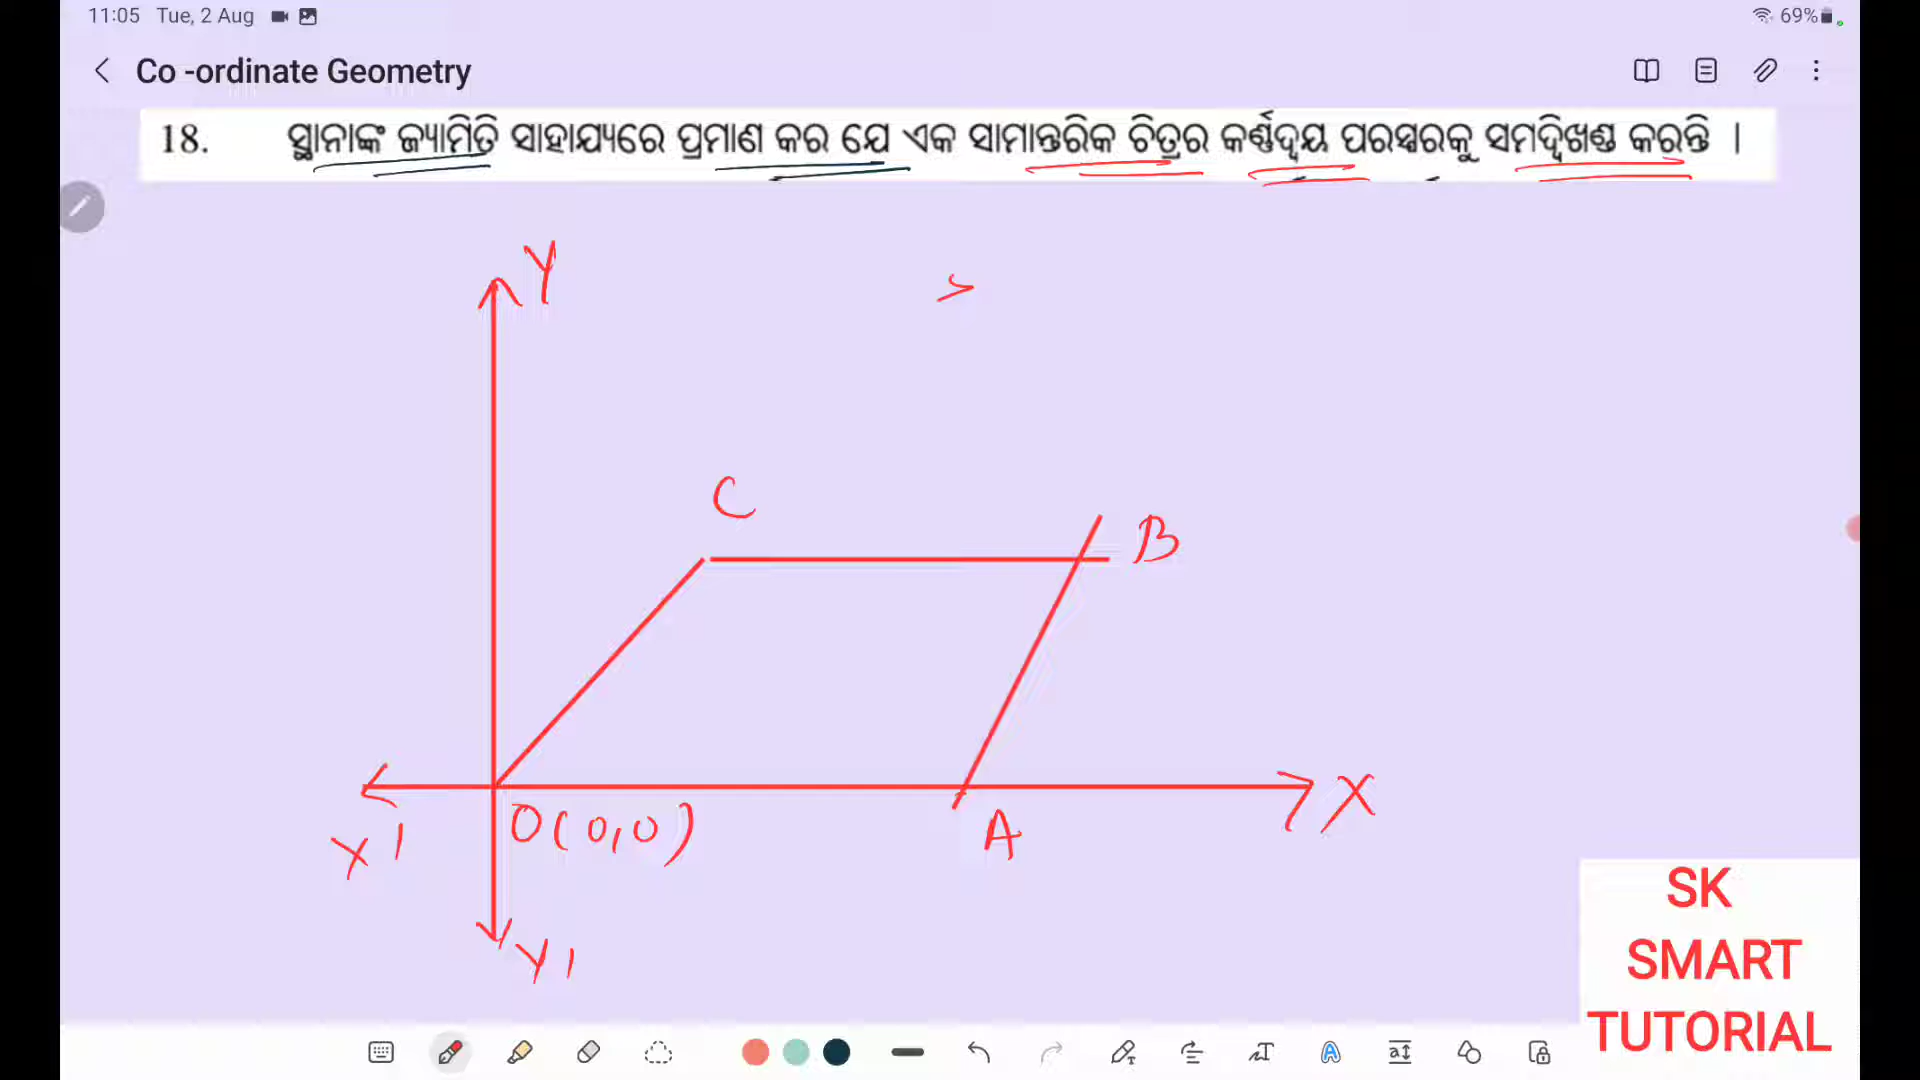 11:05 Tue, 2 Aug
69%
Co -ordinate Geometry
18. ସ୍ଥାନାଙ୍କ ଜ୍ୟାମିତି ସାହାଯ୍ୟରେ ପ୍ରମାଣ କର ଯେ ଏକ ସାମାନ୍ତରିକ ଚିତ୍ରର କର୍ଣ୍ଣଦ୍ୱୟ ପରସ୍ପରକୁ ସମଦ୍ୱିଖଣ୍ଡ କରନ୍ତି ।
Y
C
B
X
X'
O(0,0)
A
Y'
SK
SMART
TUTORIAL